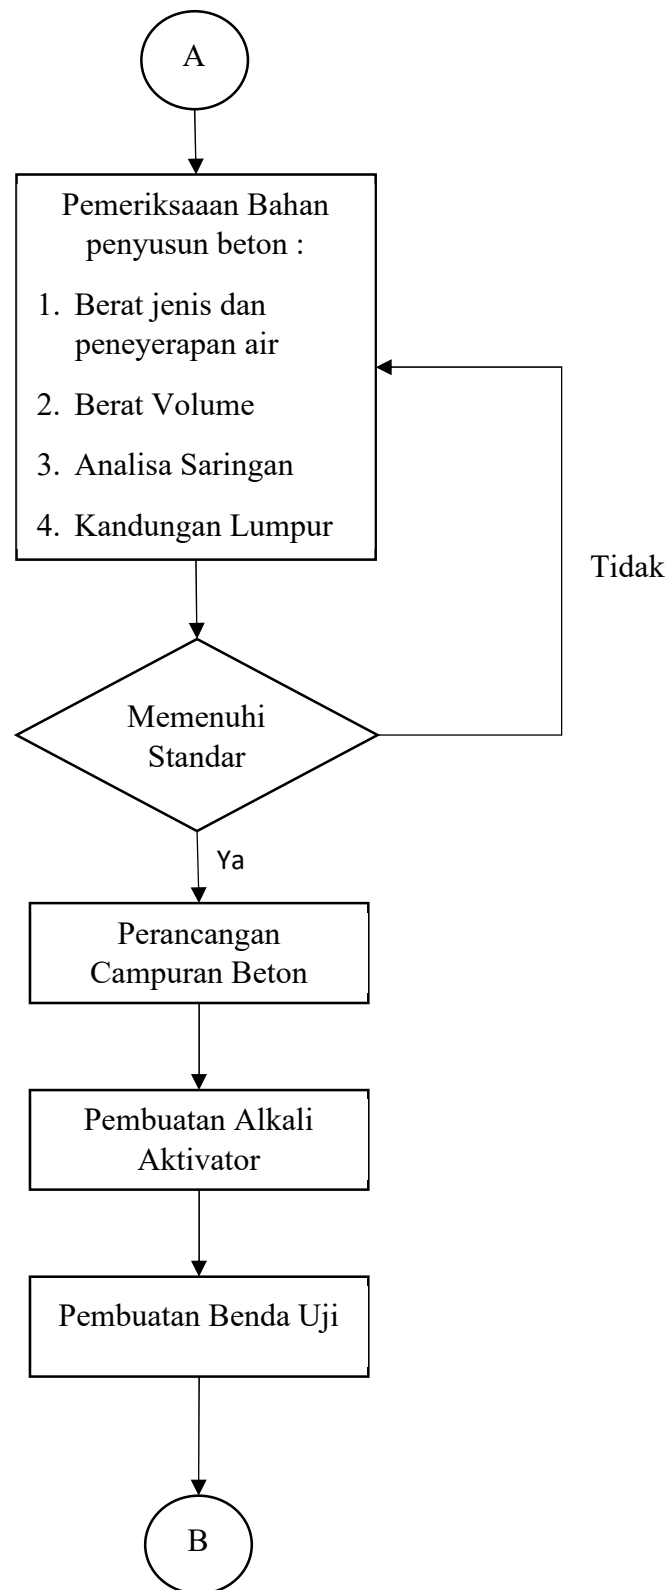 A
Pemeriksaaan Bahan
penyusun beton :
1. Berat jenis dan
peneyerapan air
2. Berat Volume
3. Analisa Saringan
4. Kandungan Lumpur
Tidak
Memenuhi
Standar
Ya
Perancangan
Campuran Beton
Pembuatan Alkali
Aktivator
Pembuatan Benda Uji
B